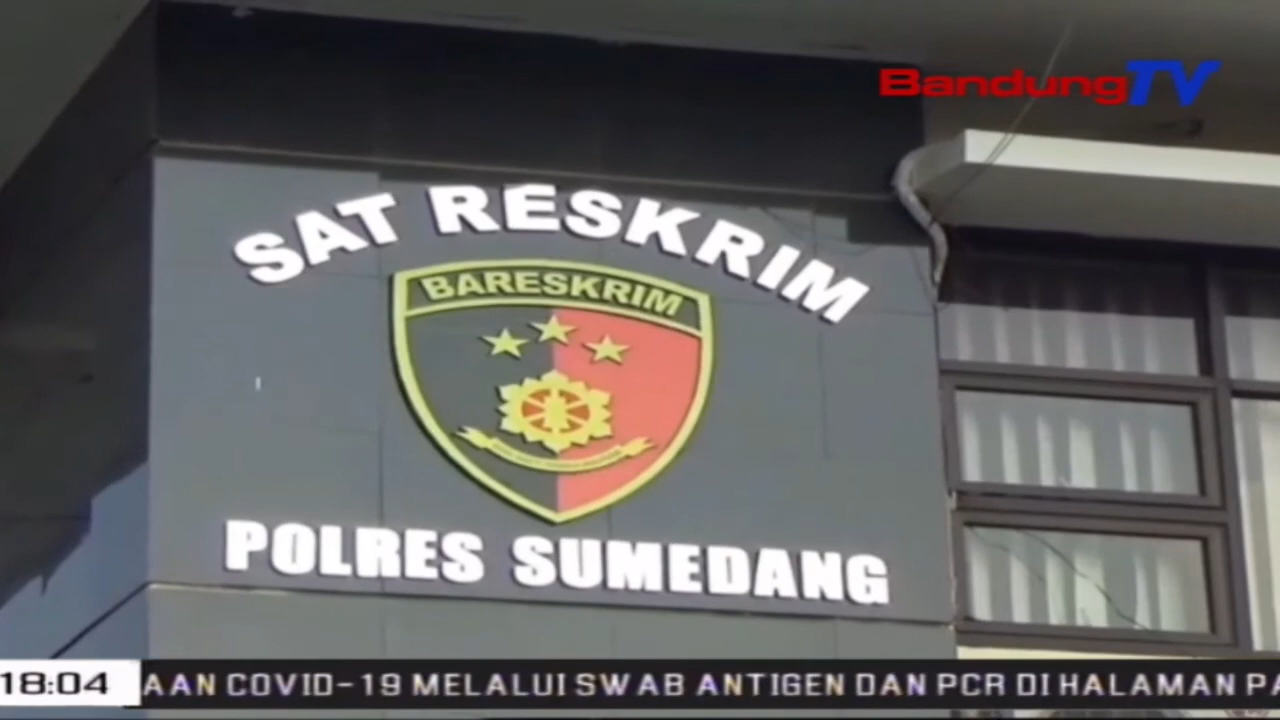 BandungTV
SAT RESKRIM
BARESKRIM
POLRES SUMEDANG
18:04 AAN COVID-19 MELALUI SWAB ANTIGEN DAN PCR DI HALAMAN PA